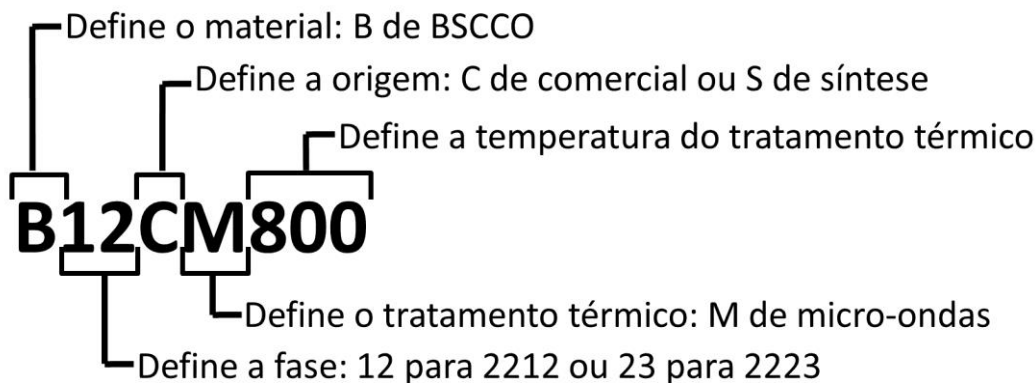 Define o material: B de BSCCO
Define a origem: C de comercial ou S de síntese
Define a temperatura do tratamento térmico
B12CM800
Define o tratamento térmico: M de micro-ondas
Define a fase: 12 para 2212 ou 23 para 2223